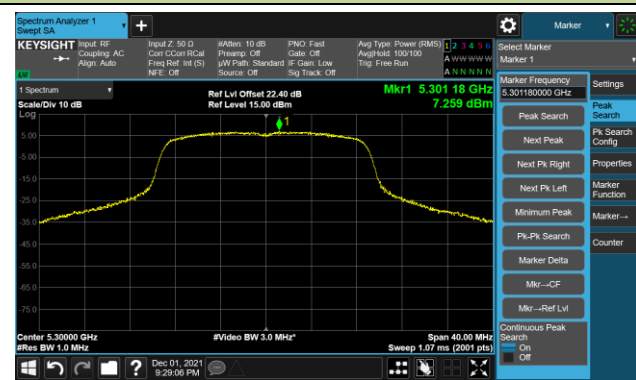 Spectrum Analyzer 1
Swept SA
+
Marker
KEYSIGHT
Input: RF
Coupling: AC
Align: Auto
Input Z: 50 Ω
Corr CCorr RCal
Freq Ref: Int (S)
NFE: Off
#Atten: 10 dB
Preamp: Off
µW Path: Standard
Source: Off
PNO: Fast
Gate: Off
IF Gain: Low
Sig Track: Off
Avg Type: Power (RMS)
Avg|Hold: 100/100
Trig: Free Run
1 2 3 4 5 6
A W W W W W
A N N N N N
LXI
Select Marker
Marker 1
1 Spectrum
Scale/Div 10 dB
Log
Ref Lvl Offset 22.40 dB
Ref Level 15.00 dBm
Mkr1 5.301 18 GHz
7.259 dBm
1
5.00
-5.00
-15.0
-25.0
-35.0
-45.0
-55.0
-65.0
-75.0
Center 5.30000 GHz
#Res BW 1.0 MHz
#Video BW 3.0 MHz*
Span 40.00 MHz
Sweep 1.07 ms (2001 pts)
Marker Frequency
5.301180000 GHz
Peak Search
Next Peak
Next Pk Right
Next Pk Left
Minimum Peak
Pk-Pk Search
Marker Delta
Mkr→CF
Mkr→Ref Lvl
Continuous Peak
Search
On
Off
Settings
Peak
Search
Pk Search
Config
Properties
Marker
Function
Marker→
Counter
?
Dec 01, 2021
9:29:06 PM